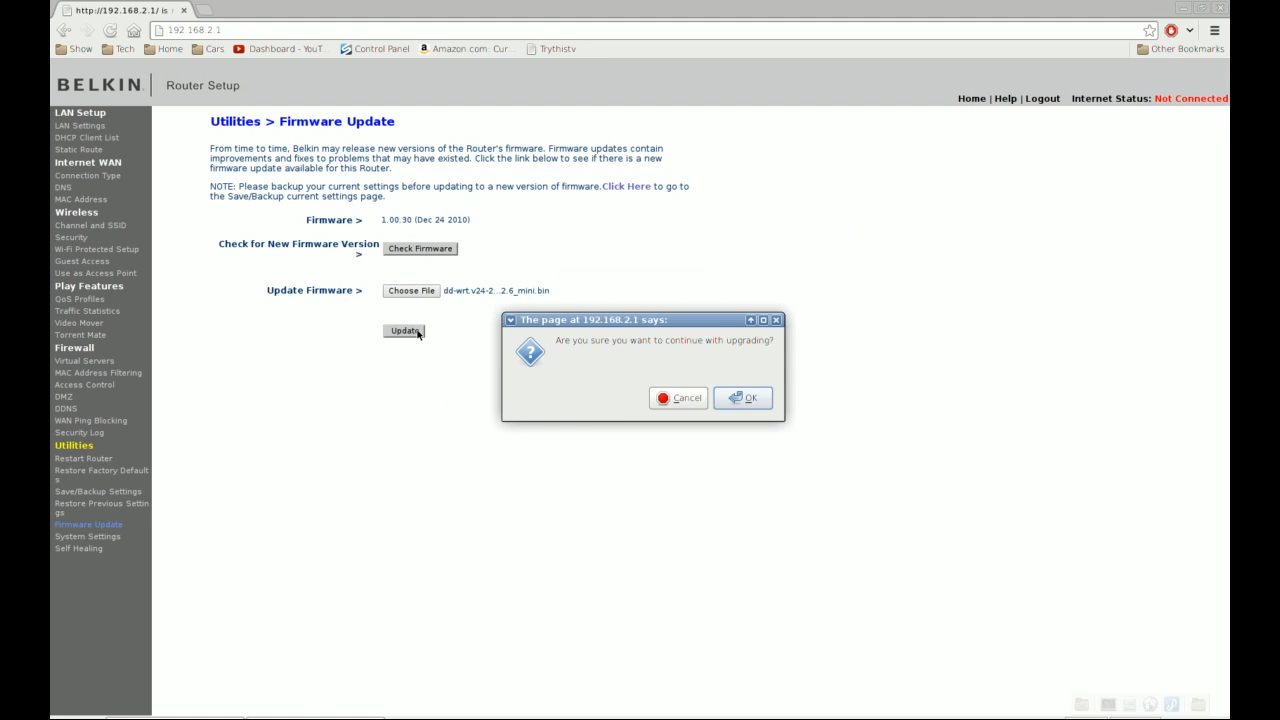 http://192.168.2.1/ is
192.168.2.1
Show Tech Home Cars Dashboard - YouT... Control Panel Amazon.com: Cur... Trythistv Other Bookmarks
BELKIN Router Setup
Home | Help | Logout Internet Status: Not Connected
LAN Setup
LAN Settings
DHCP Client List
Static Route
Internet WAN
Connection Type
DNS
MAC Address
Wireless
Channel and SSID
Security
Wi-Fi Protected Setup
Guest Access
Use as Access Point
Play Features
QoS Profiles
Traffic Statistics
Video Mover
Torrent Mate
Firewall
Virtual Servers
MAC Address Filtering
Access Control
DMZ
DDNS
WAN Ping Blocking
Security Log
Utilities
Restart Router
Restore Factory Default
s
Save/Backup Settings
Restore Previous Settin
gs
Firmware Update
System Settings
Self Healing
Utilities > Firmware Update
From time to time, Belkin may release new versions of the Router's firmware. Firmware updates contain
improvements and fixes to problems that may have existed. Click the link below to see if there is a new
firmware update available for this Router.
NOTE: Please backup your current settings before updating to a new version of firmware.Click Here to go to
the Save/Backup current settings page.
Firmware > 1.00.30 (Dec 24 2010)
Check for New Firmware Version
> Check Firmware
Update Firmware > Choose File dd-wrt.v24-2...2.6_mini.bin
Update
The page at 192.168.2.1 says:
Are you sure you want to continue with upgrading?
Cancel OK